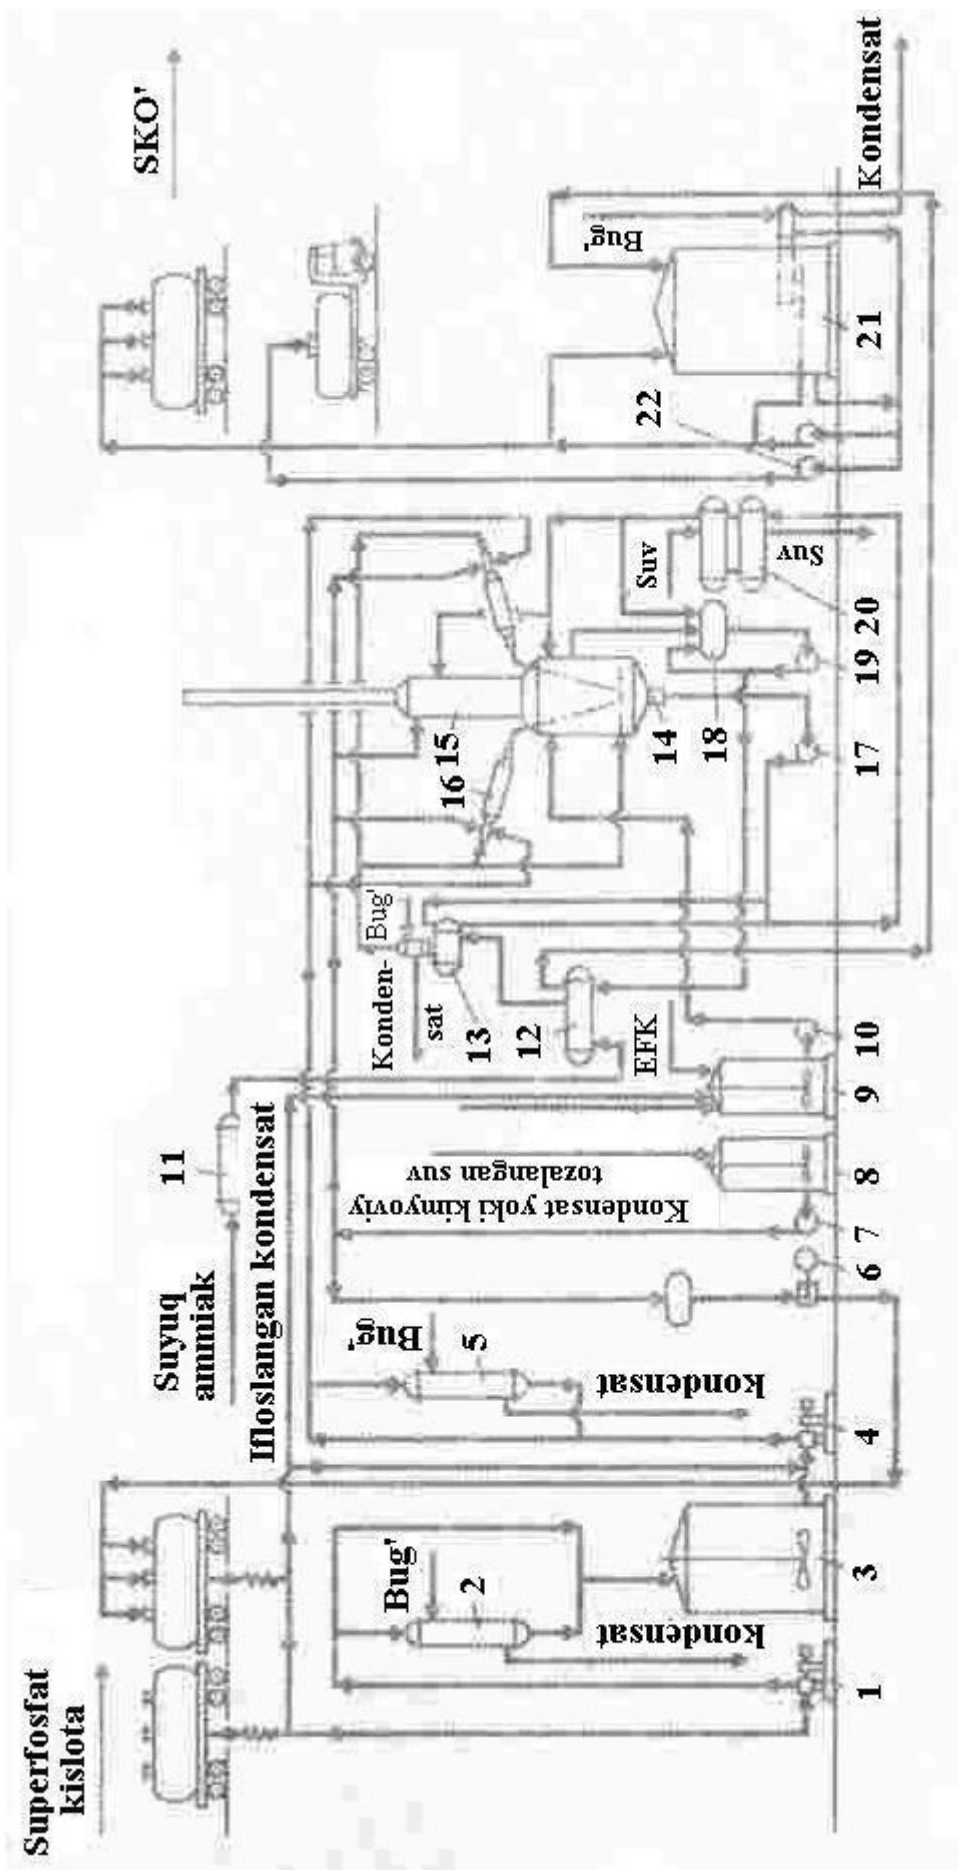 Superfosfat
kislota
SKO'
Suyuq
ammiak
11
Ifloslangan kondensat
Bug'
2
kondensat
Bug'
5
kondensat
Kondensat yoki kimyoviy
tozalangan suv
Konden-
sat
Bug'
13
12
EFK
16
15
14
18
Suv
Suv
22
Bug'
Kondensat
1
3
4
6
7
8
9
10
17
19
20
21